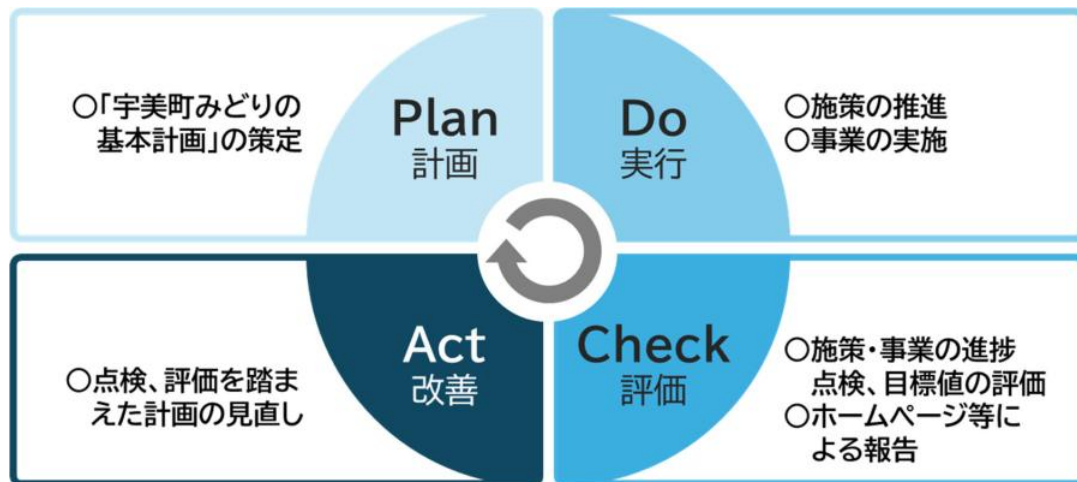 ○「宇美町みどりの
基本計画」の策定
Plan
計画
Do
実行
○施策の推進
○事業の実施
○点検、評価を踏ま
えた計画の見直し
Act
改善
Check
評価
○施策・事業の進捗
点検、目標値の評価
○ホームページ等に
よる報告